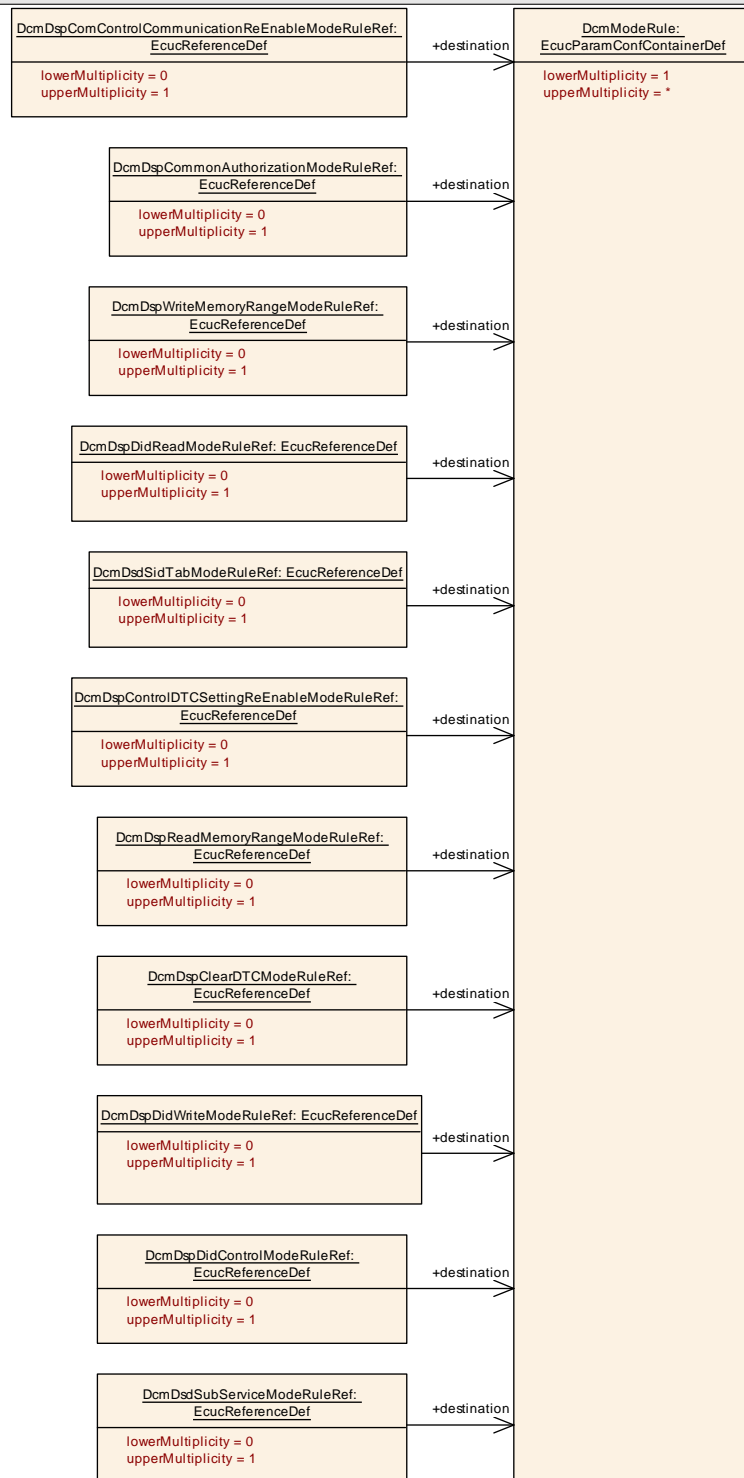 DcmDspComControlCommunicationReEnableModeRuleRef:
EcucReferenceDef
lowerMultiplicity = 0
upperMultiplicity = 1
+destination
DcmModeRule:
EcucParamConfContainerDef
lowerMultiplicity = 1
upperMultiplicity = *
DcmDspCommonAuthorizationModeRuleRef:
EcucReferenceDef
lowerMultiplicity = 0
upperMultiplicity = 1
+destination
DcmDspWriteMemoryRangeModeRuleRef:
EcucReferenceDef
lowerMultiplicity = 0
upperMultiplicity = 1
+destination
DcmDspDidReadModeRuleRef: EcucReferenceDef
lowerMultiplicity = 0
upperMultiplicity = 1
+destination
DcmDsdSidTabModeRuleRef: EcucReferenceDef
lowerMultiplicity = 0
upperMultiplicity = 1
+destination
DcmDspControlDTCSettingReEnableModeRuleRef:
EcucReferenceDef
lowerMultiplicity = 0
upperMultiplicity = 1
+destination
DcmDspReadMemoryRangeModeRuleRef:
EcucReferenceDef
lowerMultiplicity = 0
upperMultiplicity = 1
+destination
DcmDspClearDTCModeRuleRef:
EcucReferenceDef
lowerMultiplicity = 0
upperMultiplicity = 1
+destination
DcmDspDidWriteModeRuleRef: EcucReferenceDef
lowerMultiplicity = 0
upperMultiplicity = 1
+destination
DcmDspDidControlModeRuleRef:
EcucReferenceDef
lowerMultiplicity = 0
upperMultiplicity = 1
+destination
DcmDsdSubServiceModeRuleRef:
EcucReferenceDef
lowerMultiplicity = 0
upperMultiplicity = 1
+destination